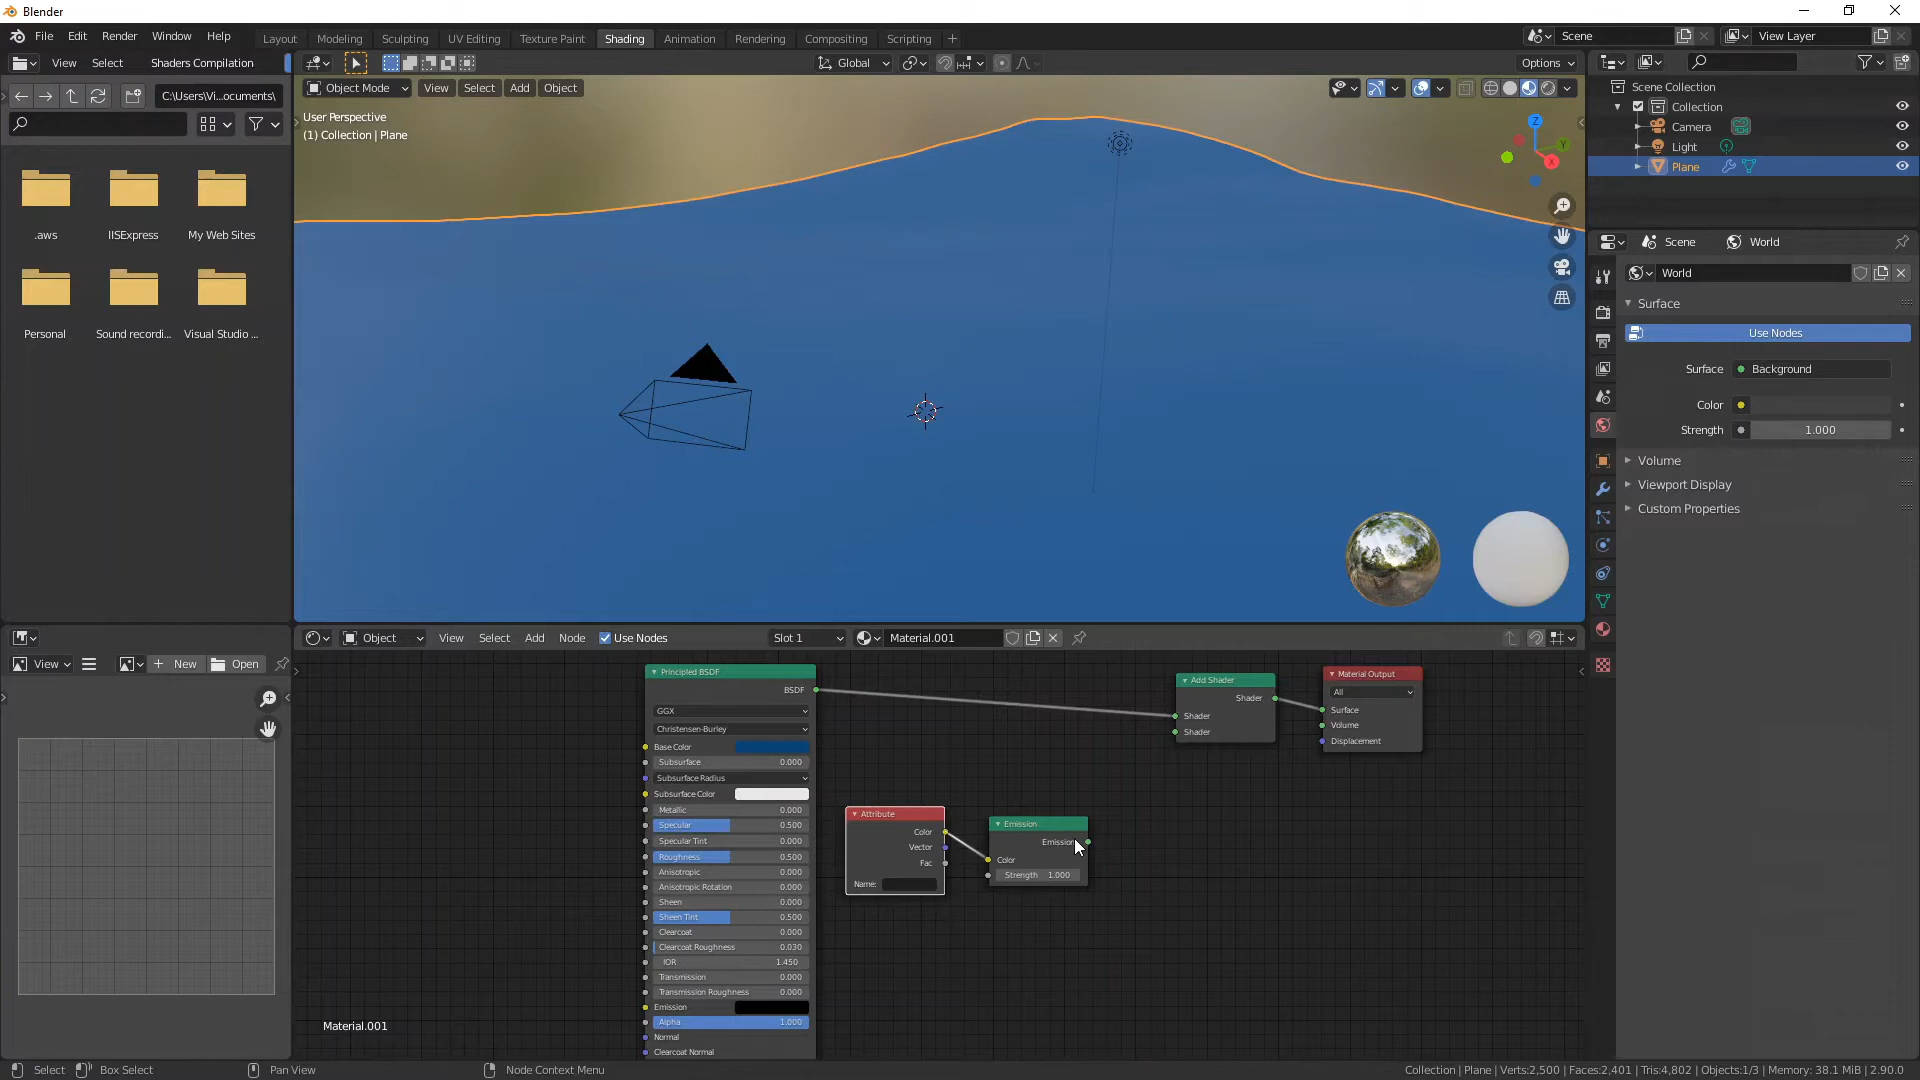 Blender
File Edit Render Window Help
Layout Modeling Sculpting UV Editing Texture Paint Shading Animation Rendering Compositing Scripting +
Scene
View Layer
View Select Shaders Compilation
Global
Options
Scene Collection
Collection
Camera
Light
Plane
C:\Users\Vi...ocuments\
Object Mode View Select Add Object
User Perspective
(1) Collection | Plane
Z
Y
X
.aws
IISExpress
My Web Sites
Personal
Sound recordi...
Visual Studio ...
Scene World
World
Surface
Use Nodes
Surface Background
Color
Strength 1.000
Volume
Viewport Display
Custom Properties
Object View Select Add Node Use Nodes Slot 1 Material.001
View New Open
Principled BSDF
BSDF
GGX
Christensen-Burley
Base Color
Subsurface 0.000
Subsurface Radius
Subsurface Color
Metallic 0.000
Specular 0.500
Specular Tint 0.000
Roughness 0.500
Anisotropic 0.000
Anisotropic Rotation 0.000
Sheen 0.000
Sheen Tint 0.500
Clearcoat 0.000
Clearcoat Roughness 0.030
IOR 1.450
Transmission 0.000
Transmission Roughness 0.000
Emission
Alpha 1.000
Normal
Clearcoat Normal
Attribute
Color
Vector
Fac
Name:
Emission
Emission
Color
Strength 1.000
Add Shader
Shader
Shader
Shader
Material Output
All
Surface
Volume
Displacement
Material.001
Select Box Select Pan View Node Context Menu
Collection | Plane | Verts:2,500 | Faces:2,401 | Tris:4,802 | Objects:1/3 | Memory: 38.1 MiB | 2.90.0